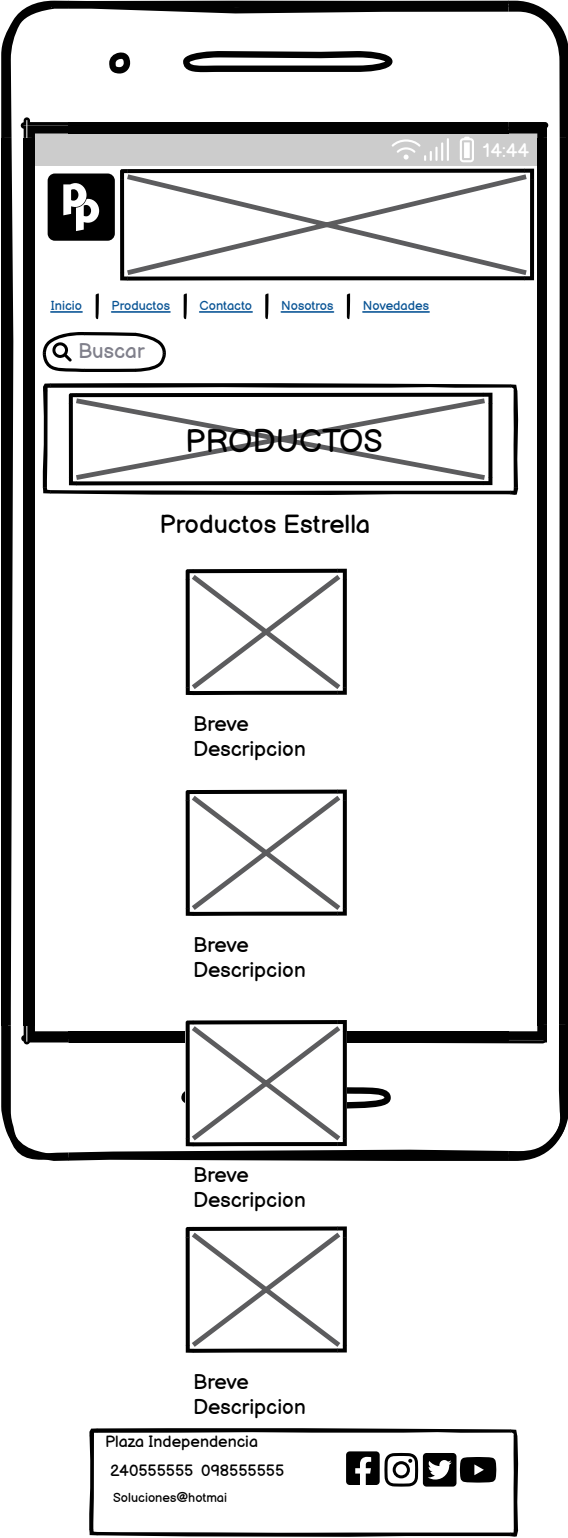 14:44
pp
Inicio | Productos | Contacto | Nosotros | Novedades
Buscar
PRODUCTOS
Productos Estrella
Breve
Descripcion
Breve
Descripcion
Breve
Descripcion
Breve
Descripcion
Plaza Independencia
240555555 098555555
Soluciones@hotmai